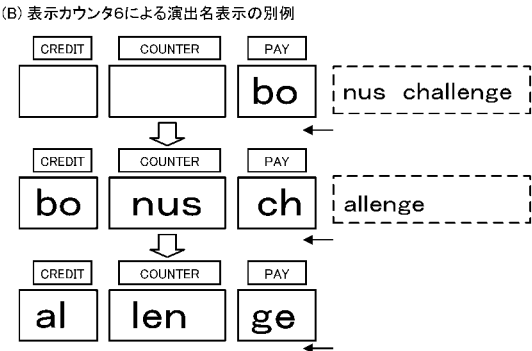 (B) 表示カウンタ6による演出名表示の別例
CREDIT COUNTER PAY
bo nus challenge
CREDIT COUNTER PAY
bo nus ch allenge
CREDIT COUNTER PAY
al len ge